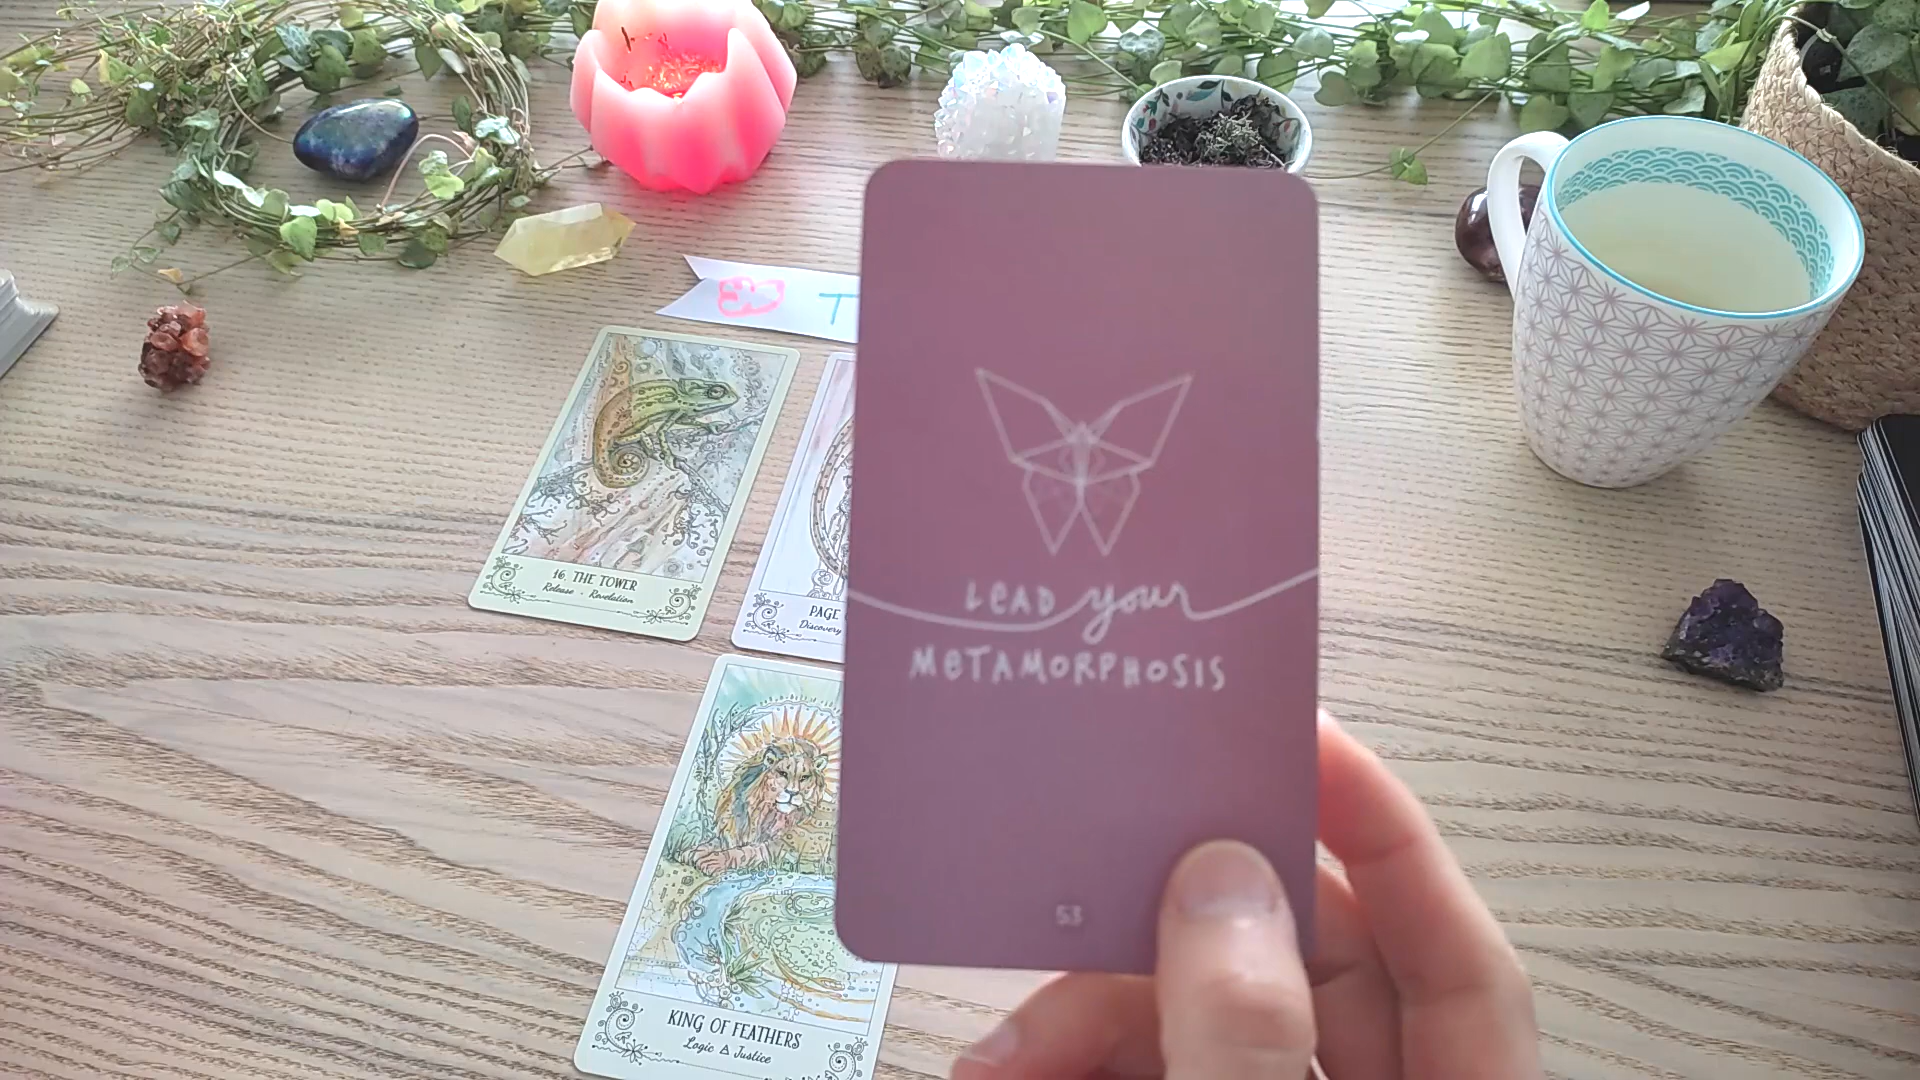 T
16. THE TOWER
Release - Revelation
PAGE
Discovery
LEAD your
METAMORPHOSIS
53
KING OF FEATHERS
Logic △ Justice